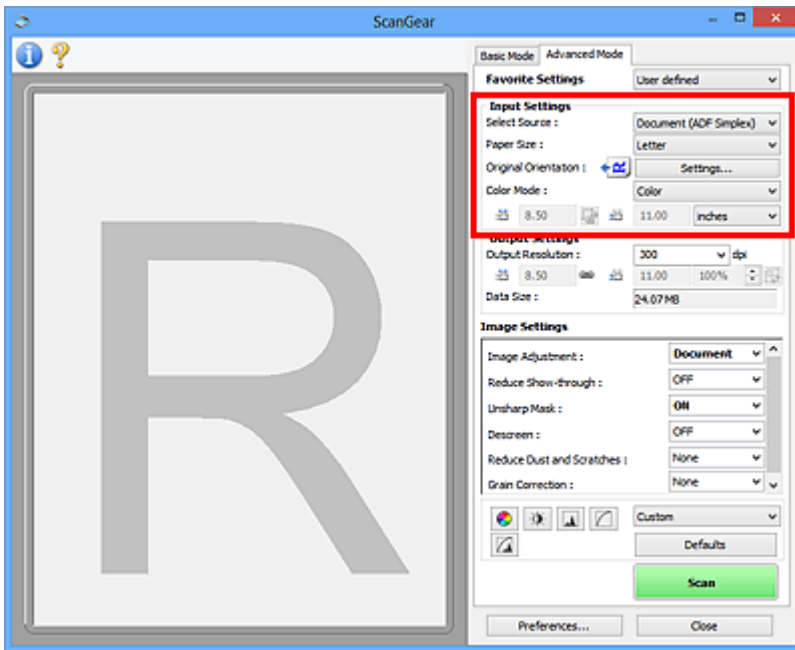 ScanGear
Basic Mode Advanced Mode
Favorite Settings User defined
Input Settings
Select Source : Document (ADF Simplex)
Paper Size : Letter
Original Orientation : R Settings...
Color Mode : Color
8.50 11.00 inches
Output Settings
Output Resolution : 300 dpi
8.50 11.00 100%
Data Size : 24.07 MB
Image Settings
Image Adjustment : Document
Reduce Show-through : OFF
Unsharp Mask : ON
Descreen : OFF
Reduce Dust and Scratches : None
Grain Correction : None
Custom
Defaults
Scan
Preferences... Close
R